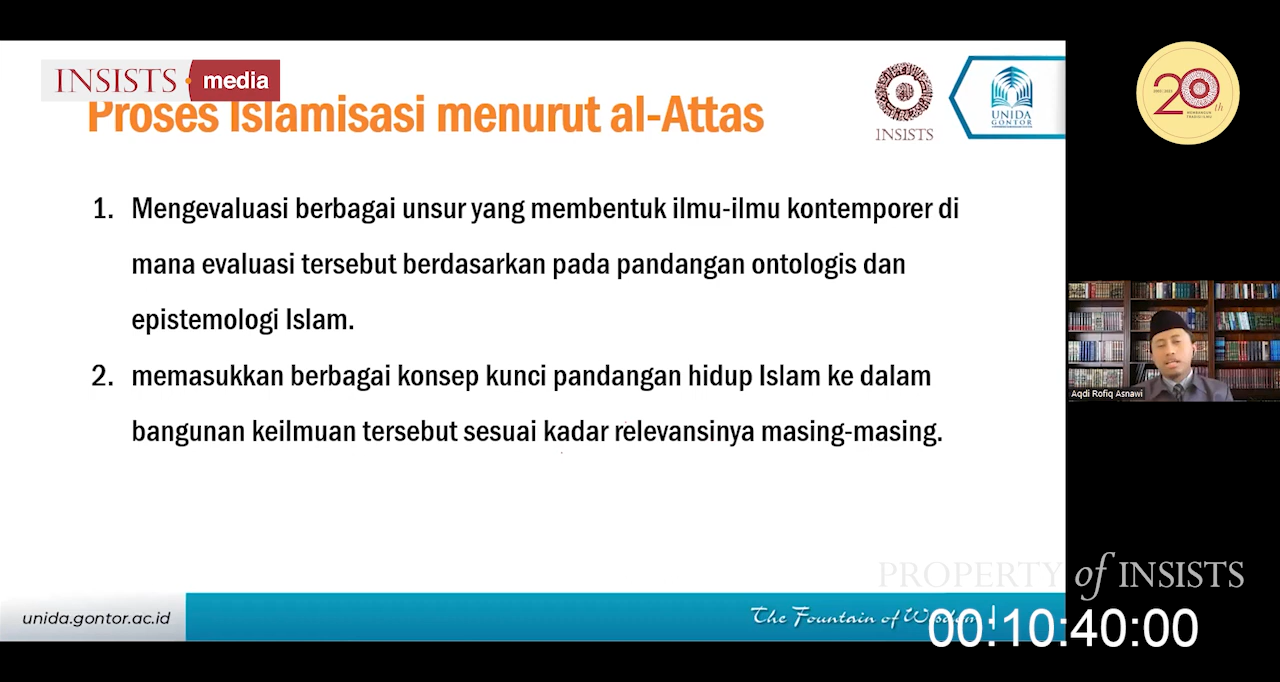 INSISTS media
Proses Islamisasi menurut al-Attas
INSISTS
UNIDA
GONTOR
20th
1. Mengevaluasi berbagai unsur yang membentuk ilmu-ilmu kontemporer di
mana evaluasi tersebut berdasarkan pada pandangan ontologis dan
epistemologi Islam.
2. memasukkan berbagai konsep kunci pandangan hidup Islam ke dalam
bangunan keilmuan tersebut sesuai kadar relevansinya masing-masing.
Aqdi Rofiq Asnawi
PROPERTY of INSISTS
unida.gontor.ac.id
The Fountain of Wisdom
00:10:40:00